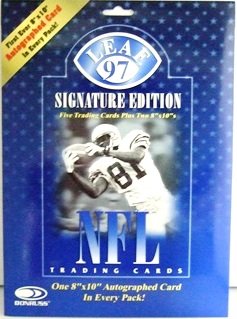 First Ever 8"x10"
Autographed Card
In Every Pack!
LEAF
97
SIGNATURE EDITION
Five Trading Cards Plus Two 8"x10"s
81
NFL
TRADING CARDS
One 8"x10" Autographed Card
In Every Pack!
DONRUSS